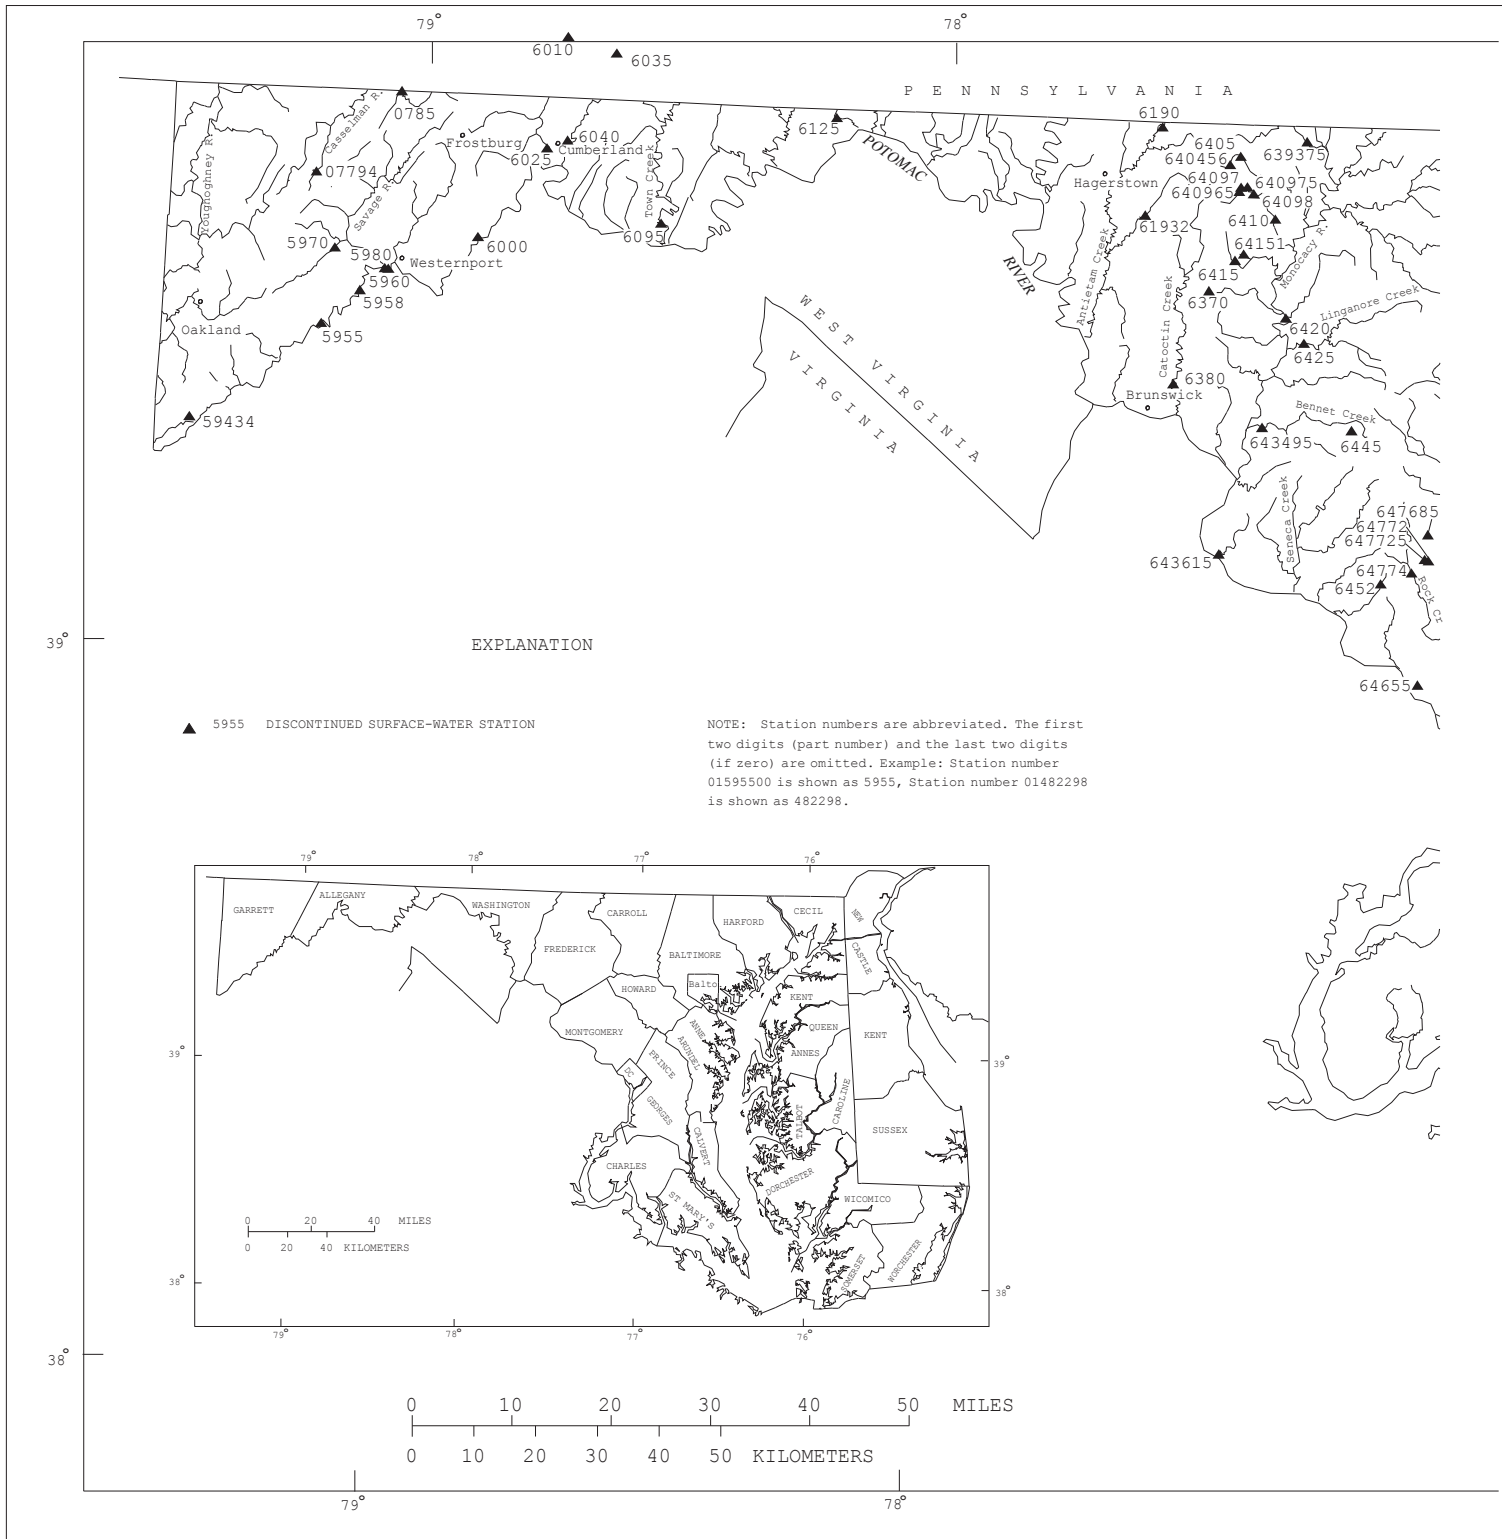 79°
78°
6010
6035
PENNSYLVANIA
0785
Casselman R.
Youghoghney R.
07794
Savage R.
Frostburg
6040
Cumberland
6025
Town Creek
6095
6125
POTOMAC
RIVER
6190
6405
640456
639375
Hagerstown
64097
640975
640965
64098
6410
61932
64151
Monocacy R.
6415
6370
Antietam Creek
Catoctin Creek
Linganore Creek
6420
6425
5970
5980
Westernport
6000
5960
5958
Oakland
5955
59434
WEST VIRGINIA
VIRGINIA
6380
Brunswick
Bennet Creek
643495
6445
Seneca Creek
647685
64772
647725
643615
64774
6452
Rock Cr
64655
39°
EXPLANATION
5955 DISCONTINUED SURFACE-WATER STATION
NOTE: Station numbers are abbreviated. The first
two digits (part number) and the last two digits
(if zero) are omitted. Example: Station number
01595500 is shown as 5955, Station number 01482298
is shown as 482298.
79°
78°
77°
76°
GARRETT
ALLEGANY
WASHINGTON
FREDERICK
CARROLL
BALTIMORE
HARFORD
CECIL
NEW
CASTLE
Balto
HOWARD
KENT
MONTGOMERY
ANNE
ARUNDEL
QUEEN
ANNES
KENT
PRINCE
GEORGES
DC
39°
39°
CAROLINE
TALBOT
SUSSEX
CALVERT
CHARLES
DORCHESTER
ST MARY'S
WICOMICO
SOMERSET
WORCHESTER
0 20 40 MILES
0 20 40 KILOMETERS
38°
38°
79°
78°
77°
76°
38°
0 10 20 30 40 50 MILES
0 10 20 30 40 50 KILOMETERS
79°
78°